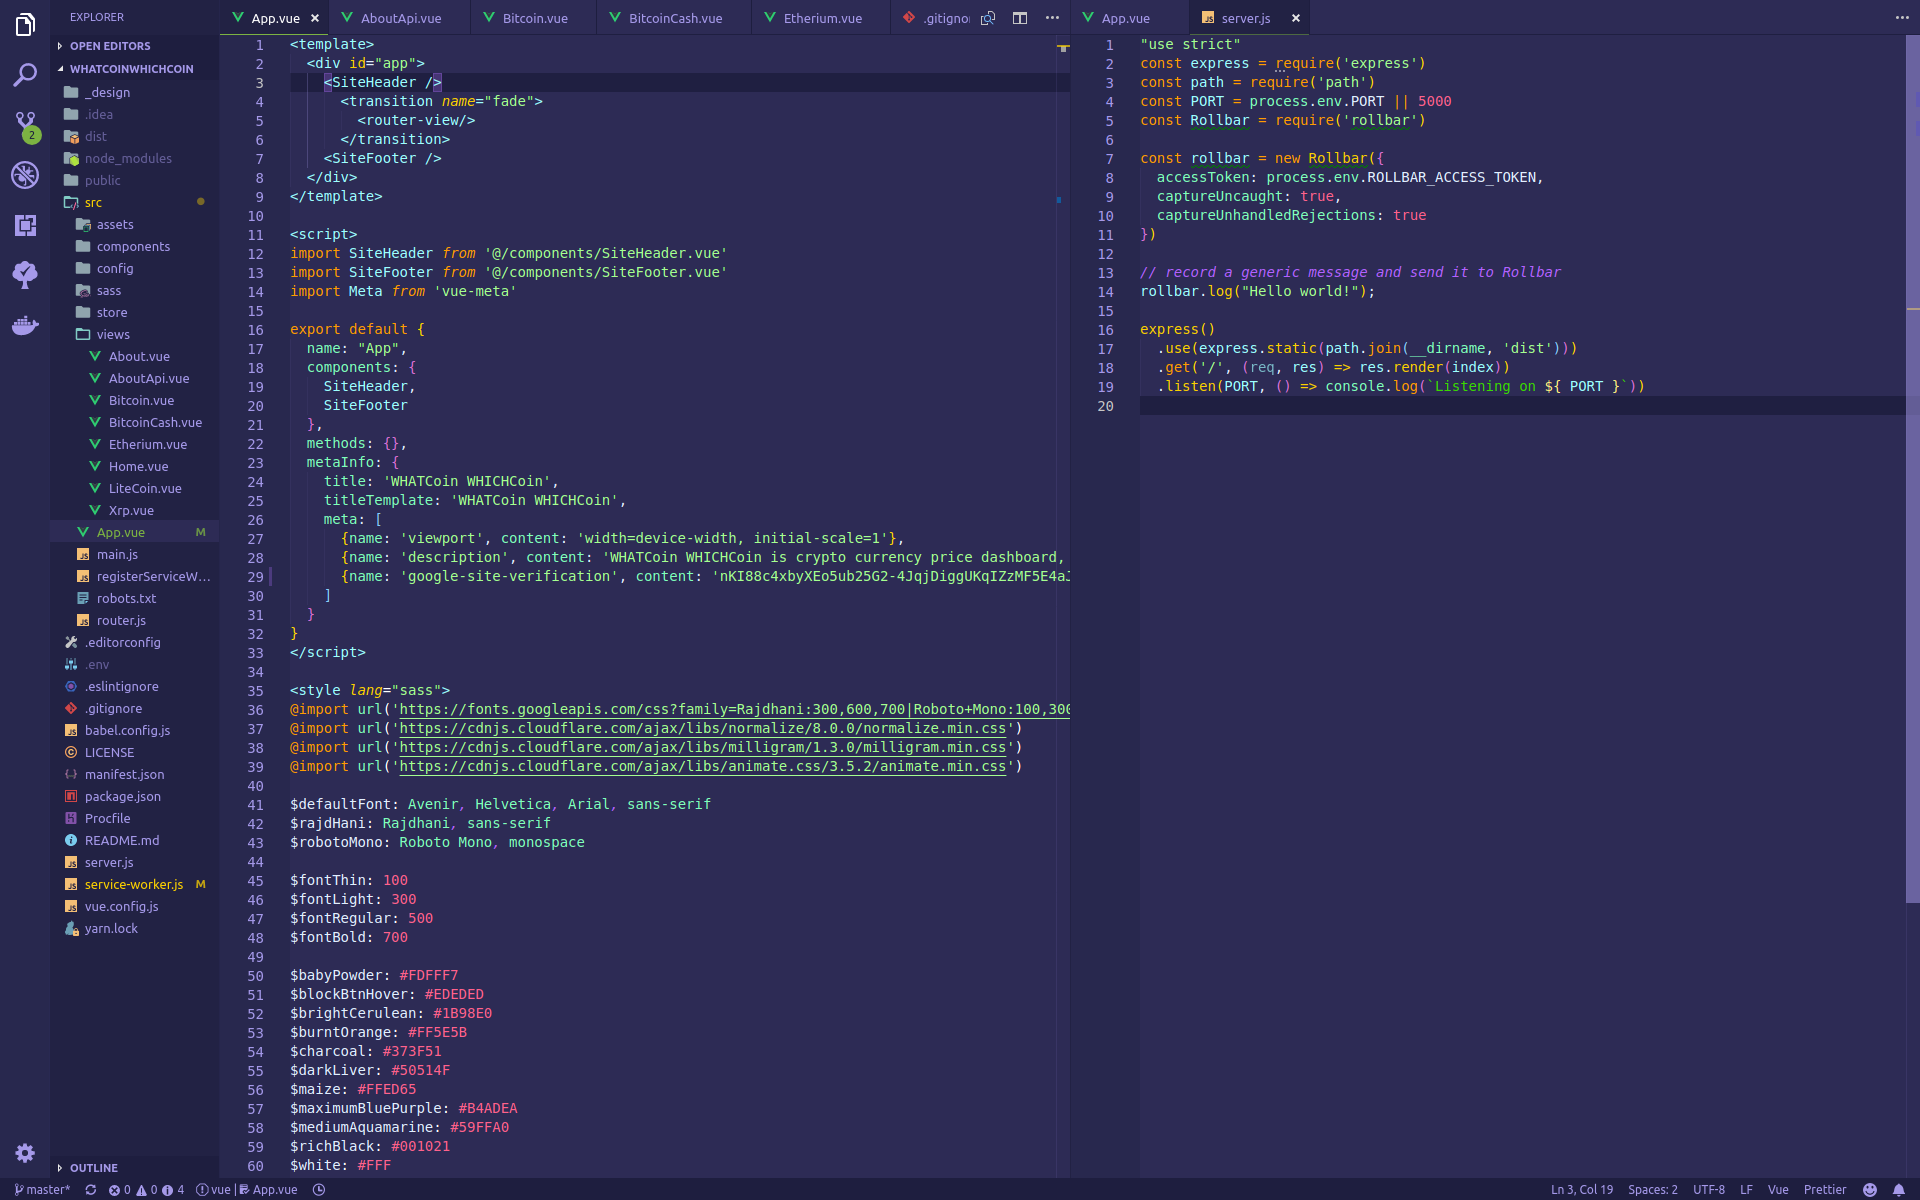 EXPLORER
OPEN EDITORS
WHATCOINWHICHCOIN
_design
.idea
dist
node_modules
public
src
assets
components
config
sass
store
views
About.vue
AboutApi.vue
Bitcoin.vue
BitcoinCash.vue
Etherium.vue
Home.vue
LiteCoin.vue
Xrp.vue
App.vue M
main.js
registerServiceW...
robots.txt
router.js
.editorconfig
.env
.eslintignore
.gitignore
babel.config.js
LICENSE
manifest.json
package.json
Procfile
README.md
server.js
service-worker.js M
vue.config.js
yarn.lock
OUTLINE
2
App.vue × AboutApi.vue Bitcoin.vue BitcoinCash.vue Etherium.vue .gitigno
1 <template>
2 <div id="app">
3 <SiteHeader />
4 <transition name="fade">
5 <router-view/>
6 </transition>
7 <SiteFooter />
8 </div>
9 </template>
10
11 <script>
12 import SiteHeader from '@/components/SiteHeader.vue'
13 import SiteFooter from '@/components/SiteFooter.vue'
14 import Meta from 'vue-meta'
15
16 export default {
17 name: "App",
18 components: {
19 SiteHeader,
20 SiteFooter
21 },
22 methods: {},
23 metaInfo: {
24 title: 'WHATCoin WHICHCoin',
25 titleTemplate: 'WHATCoin WHICHCoin',
26 meta: [
27 {name: 'viewport', content: 'width=device-width, initial-scale=1'},
28 {name: 'description', content: 'WHATCoin WHICHCoin is crypto currency price dashboard,
29 {name: 'google-site-verification', content: 'nKI88c4xbyXEo5ub25G2-4JqjDiggUKqIZzMF5E4aJ
30 ]
31 }
32 }
33 </script>
34
35 <style lang="sass">
36 @import url('https://fonts.googleapis.com/css?family=Rajdhani:300,600,700|Roboto+Mono:100,300
37 @import url('https://cdnjs.cloudflare.com/ajax/libs/normalize/8.0.0/normalize.min.css')
38 @import url('https://cdnjs.cloudflare.com/ajax/libs/milligram/1.3.0/milligram.min.css')
39 @import url('https://cdnjs.cloudflare.com/ajax/libs/animate.css/3.5.2/animate.min.css')
40
41 $defaultFont: Avenir, Helvetica, Arial, sans-serif
42 $rajdHani: Rajdhani, sans-serif
43 $robotoMono: Roboto Mono, monospace
44
45 $fontThin: 100
46 $fontLight: 300
47 $fontRegular: 500
48 $fontBold: 700
49
50 $babyPowder: #FDFFF7
51 $blockBtnHover: #EDEDED
52 $brightCerulean: #1B98E0
53 $burntOrange: #FF5E5B
54 $charcoal: #373F51
55 $darkLiver: #50514F
56 $maize: #FFED65
57 $maximumBluePurple: #B4ADEA
58 $mediumAquamarine: #59FFA0
59 $richBlack: #001021
60 $white: #FFF
App.vue server.js ×
1 "use strict"
2 const express = require('express')
3 const path = require('path')
4 const PORT = process.env.PORT || 5000
5 const Rollbar = require('rollbar')
6
7 const rollbar = new Rollbar({
8 accessToken: process.env.ROLLBAR_ACCESS_TOKEN,
9 captureUncaught: true,
10 captureUnhandledRejections: true
11 })
12
13 // record a generic message and send it to Rollbar
14 rollbar.log("Hello world!");
15
16 express()
17 .use(express.static(path.join(__dirname, 'dist')))
18 .get('/', (req, res) => res.render(index))
19 .listen(PORT, () => console.log(`Listening on ${ PORT }`))
20
master* 0 0 4 vue | App.vue Ln 3, Col 19 Spaces: 2 UTF-8 LF Vue Prettier